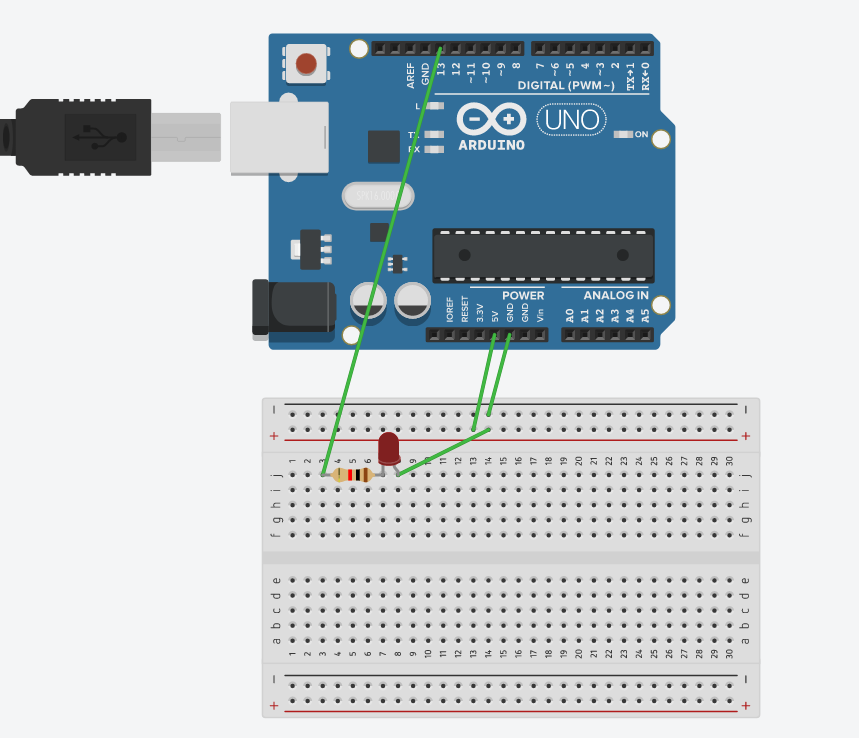 AREF GND 13 12 ~11 ~10 ~9 8 7 ~6 ~5 4 ~3 2 TX→1 RX←0
DIGITAL (PWM~)
L
TX
RX
UNO
ON
ARDUINO
POWER ANALOG IN
IOREF RESET 3.3V 5V GND GND Vin A0 A1 A2 A3 A4 A5
− −
+ +
1 2 3 4 5 6 9 10 11 12 13 14 15 16 17 18 19 20 21 22 23 24 25 26 27 28 29 30
j j
i i
h h
g g
f f
e e
d d
c c
b b
a a
1 2 3 4 5 6 7 8 9 10 11 12 13 14 15 16 17 18 19 20 21 22 23 24 25 26 27 28 29 30
− −
+ +